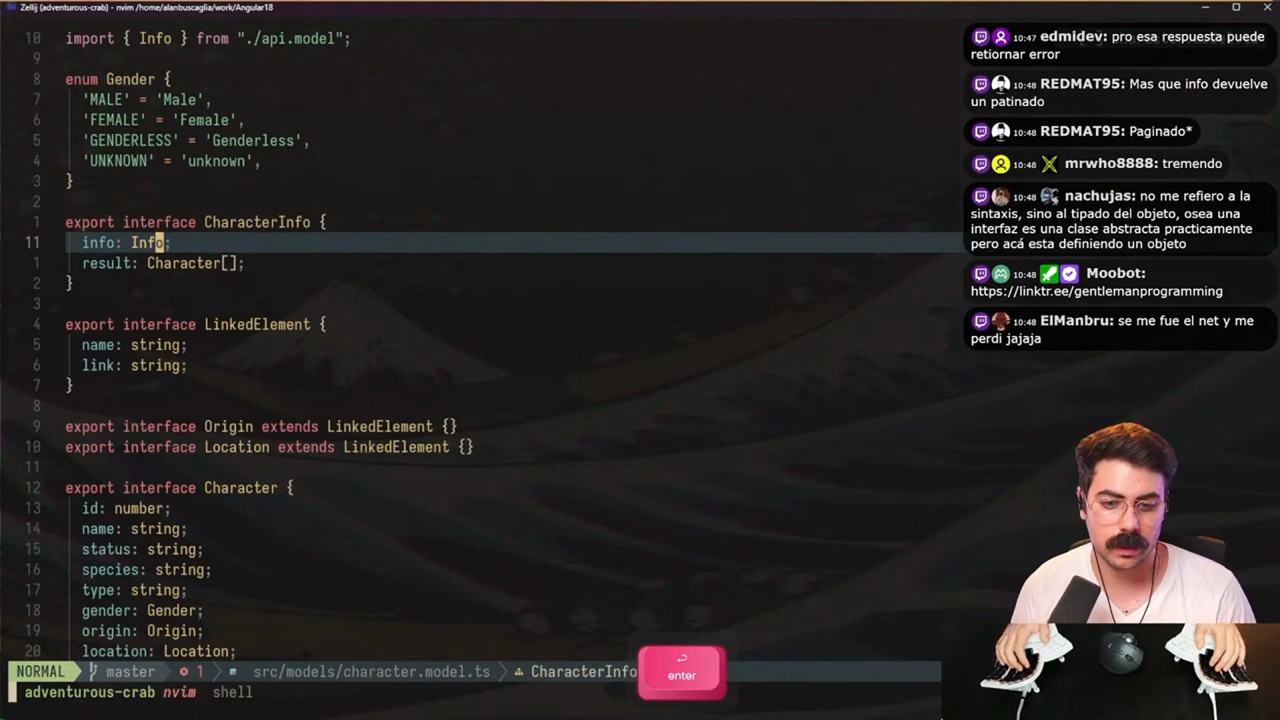 Zellij (adventurous-crab) - nvim /home/alanbuscaglia/work/Angular18
10 import { Info } from "./api.model";
9
8 enum Gender {
7 'MALE' = 'Male',
6 'FEMALE' = 'Female',
5 'GENDERLESS' = 'Genderless',
4 'UNKNOWN' = 'unknown',
3 }
2
1 export interface CharacterInfo {
11 info: Info;
1 result: Character[];
2 }
3
4 export interface LinkedElement {
5 name: string;
6 link: string;
7 }
8
9 export interface Origin extends LinkedElement {}
10 export interface Location extends LinkedElement {}
11
12 export interface Character {
13 id: number;
14 name: string;
15 status: string;
16 species: string;
17 type: string;
18 gender: Gender;
19 origin: Origin;
20 location: Location;
NORMAL master 1 src/models/character.model.ts CharacterInfo
adventurous-crab nvim shell
enter
10:47 edmidev: pro esa respuesta puede
retiornar error
10:48 REDMAT95: Mas que info devuelve
un patinado
10:48 REDMAT95: Paginado*
10:48 mrwho8888: tremendo
10:48 nachujas: no me refiero a la
sintaxis, sino al tipado del objeto, osea una
interfaz es una clase abstracta practicamente
pero acá esta definiendo un objeto
10:48 Moobot:
https://linktr.ee/gentlemanprogramming
10:48 ElManbru: se me fue el net y me
perdi jajaja